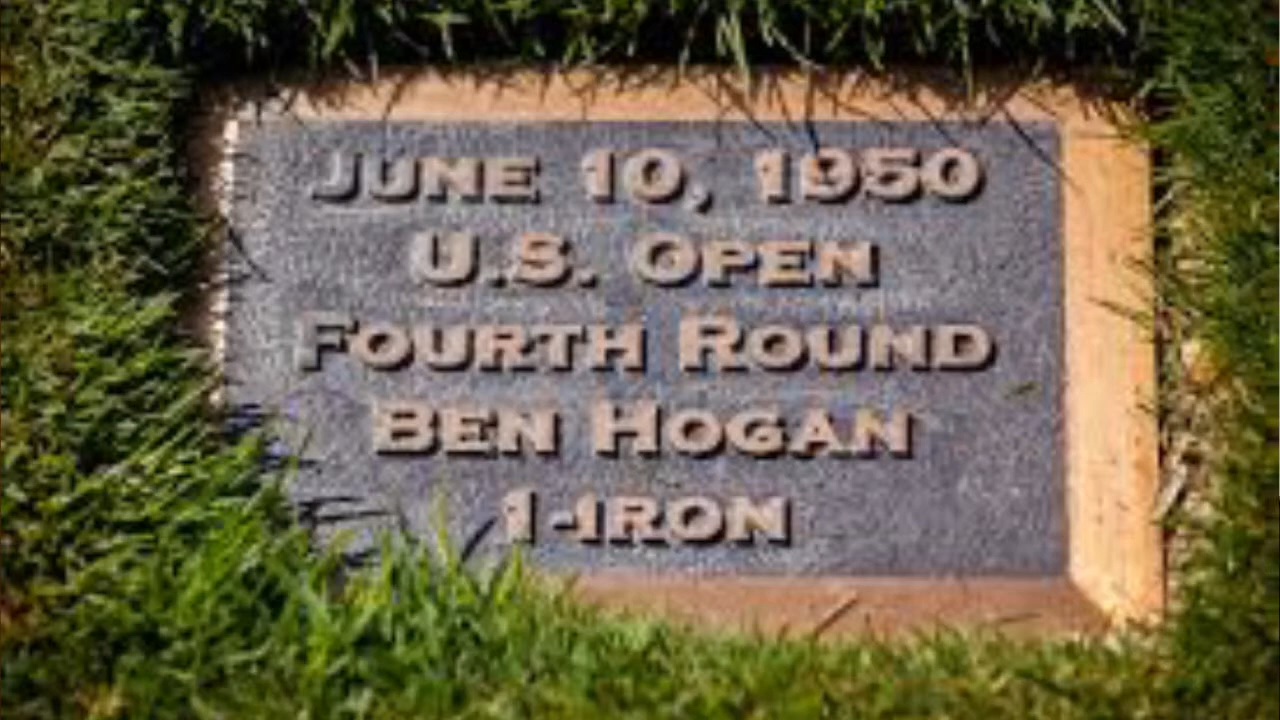 JUNE 10, 1950
U.S. OPEN
FOURTH ROUND
BEN HOGAN
1-IRON